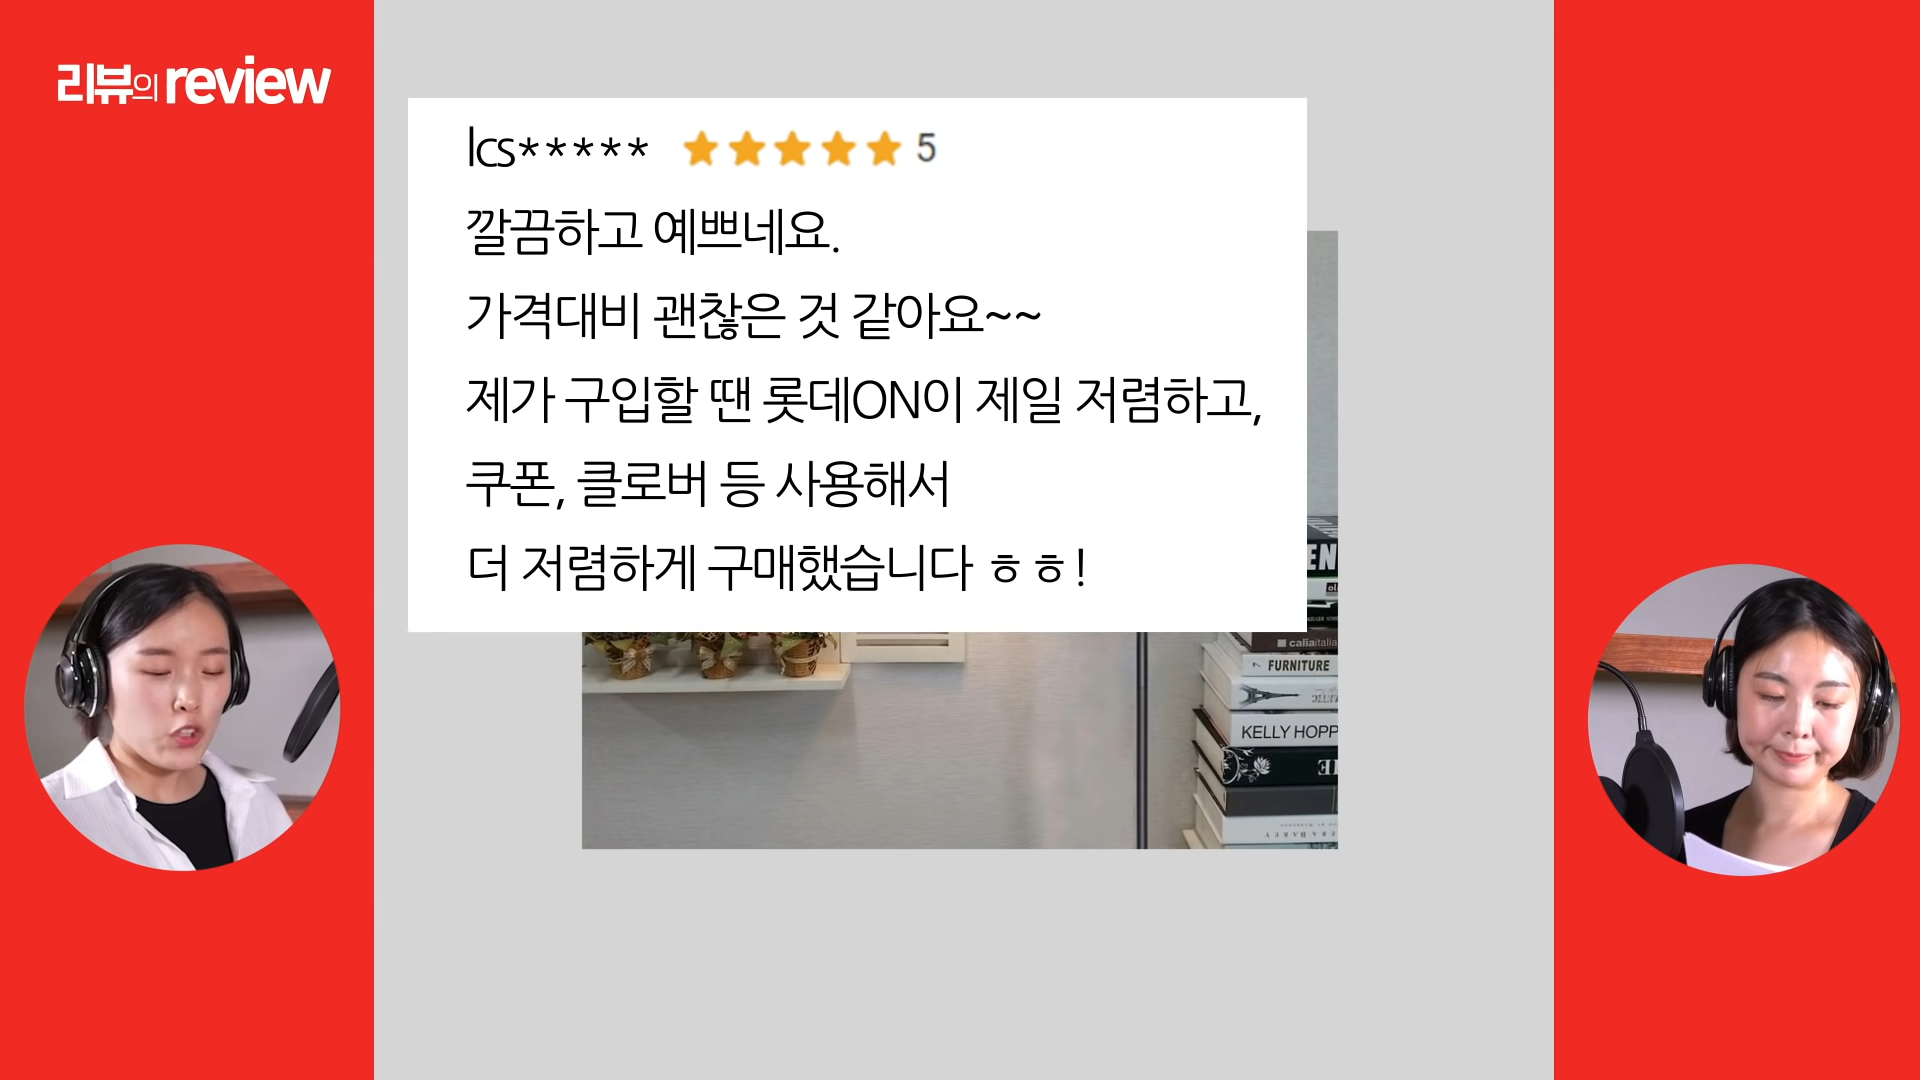 리뷰의 review
lcs***** ★★★★★ 5
깔끔하고 예쁘네요.
가격대비 괜찮은 것 같아요~~
제가 구입할 땐 롯데ON이 제일 저렴하고,
쿠폰, 클로버 등 사용해서
더 저렴하게 구매했습니다 ㅎㅎ!
EN
caliaitalia
FURNITURE
KELLY HOPP